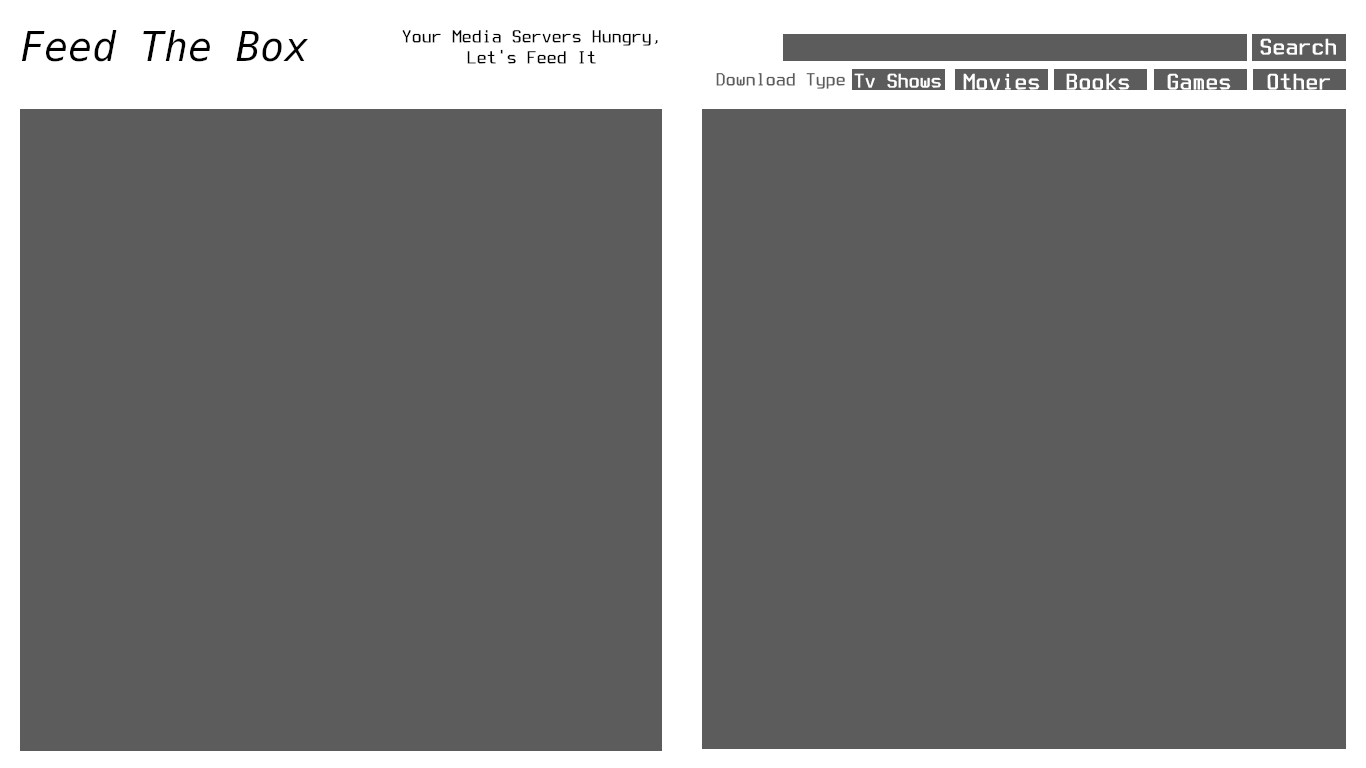 Feed The Box
Your Media Servers Hungry,
Let's Feed It
Search
Download Type Tv Shows Movies Books Games Other